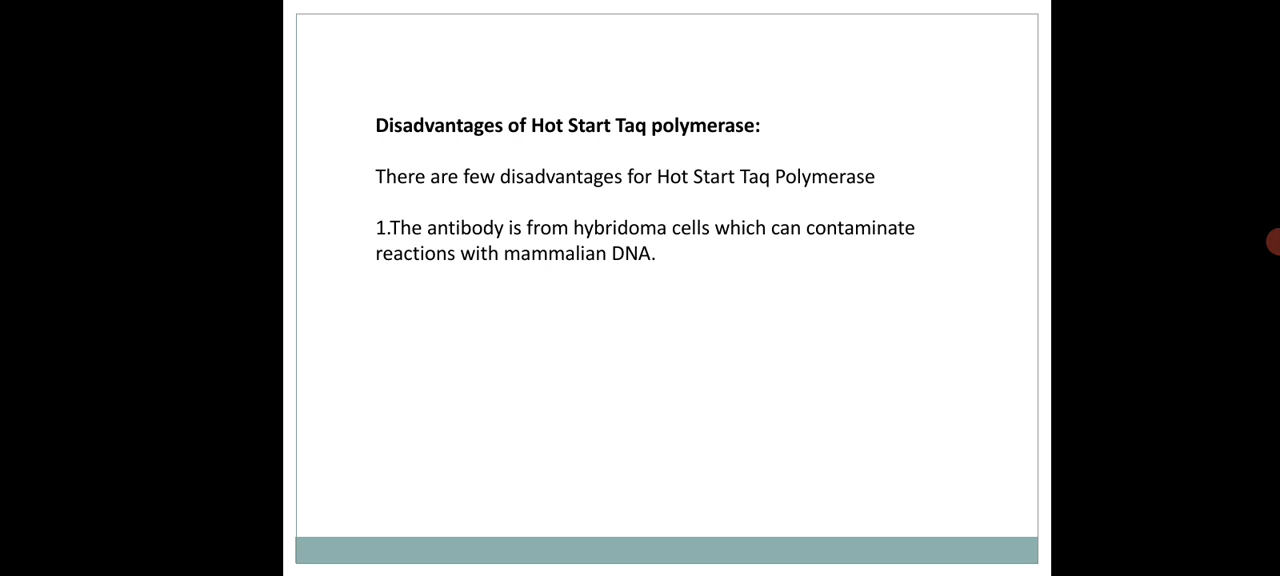 Disadvantages of Hot Start Taq polymerase:
There are few disadvantages for Hot Start Taq Polymerase
1.The antibody is from hybridoma cells which can contaminate
reactions with mammalian DNA.